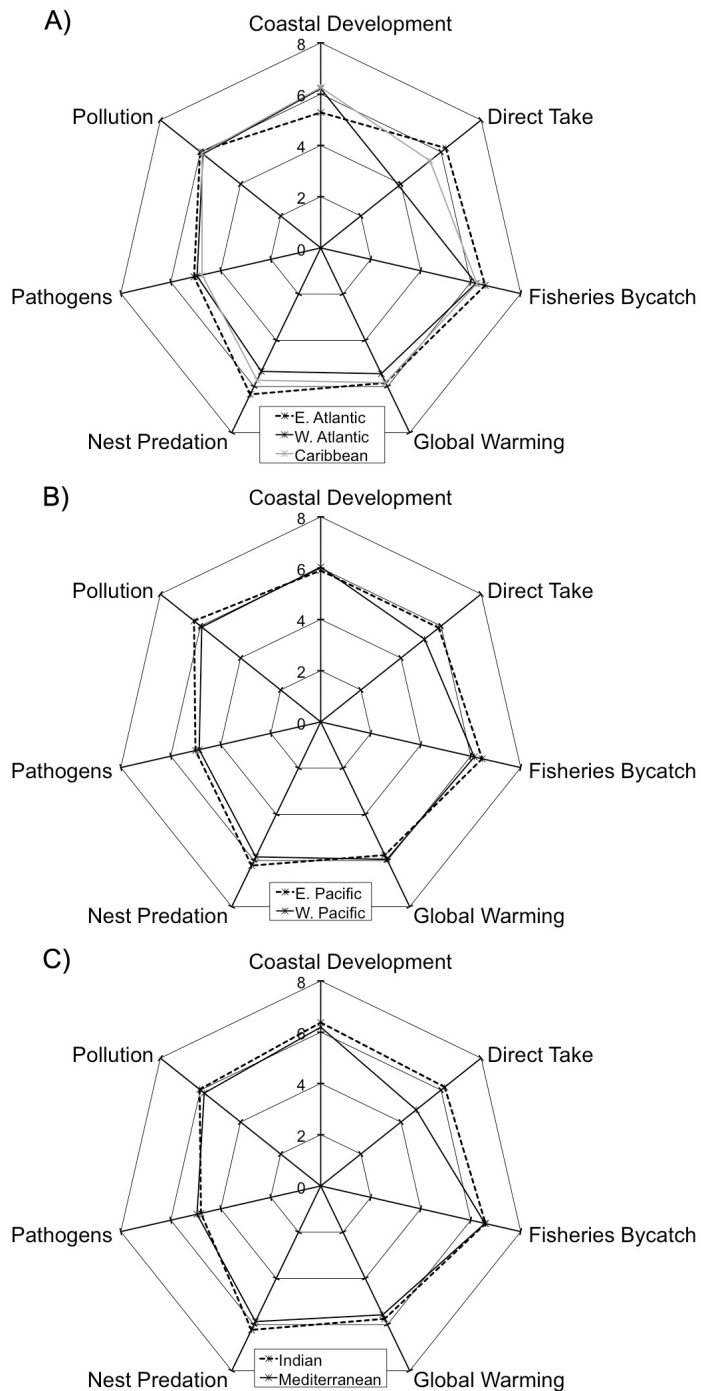 A)
Coastal Development
8
Pollution
Direct Take
6
4
2
0
Pathogens
Fisheries Bycatch
Nest Predation
Global Warming
E. Atlantic
W. Atlantic
Caribbean
B)
Coastal Development
8
Pollution
Direct Take
6
4
2
0
Pathogens
Fisheries Bycatch
Nest Predation
Global Warming
E. Pacific
W. Pacific
C)
Coastal Development
8
Pollution
Direct Take
6
4
2
0
Pathogens
Fisheries Bycatch
Nest Predation
Global Warming
Indian
Mediterranean